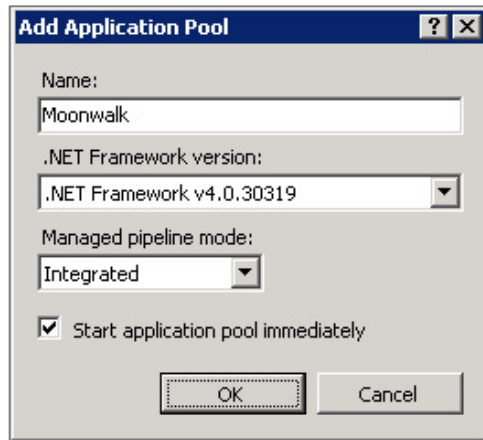 Add Application Pool
Name:
Moonwalk
.NET Framework version:
.NET Framework v4.0.30319
Managed pipeline mode:
Integrated
Start application pool immediately
OK Cancel